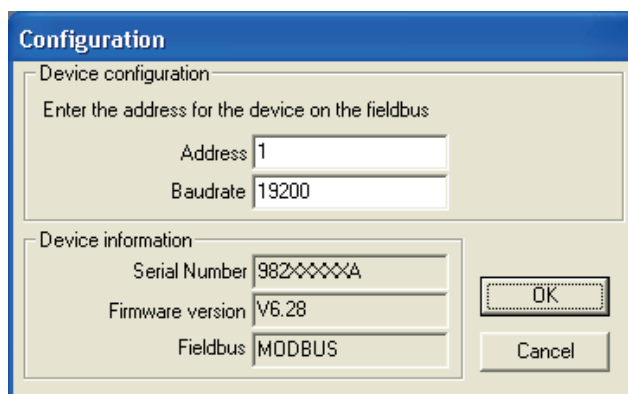 Configuration
Device configuration
Enter the address for the device on the fieldbus
Address 1
Baudrate 19200
Device information
Serial Number 982XXXXXA
Firmware version V6.28
Fieldbus MODBUS
OK
Cancel